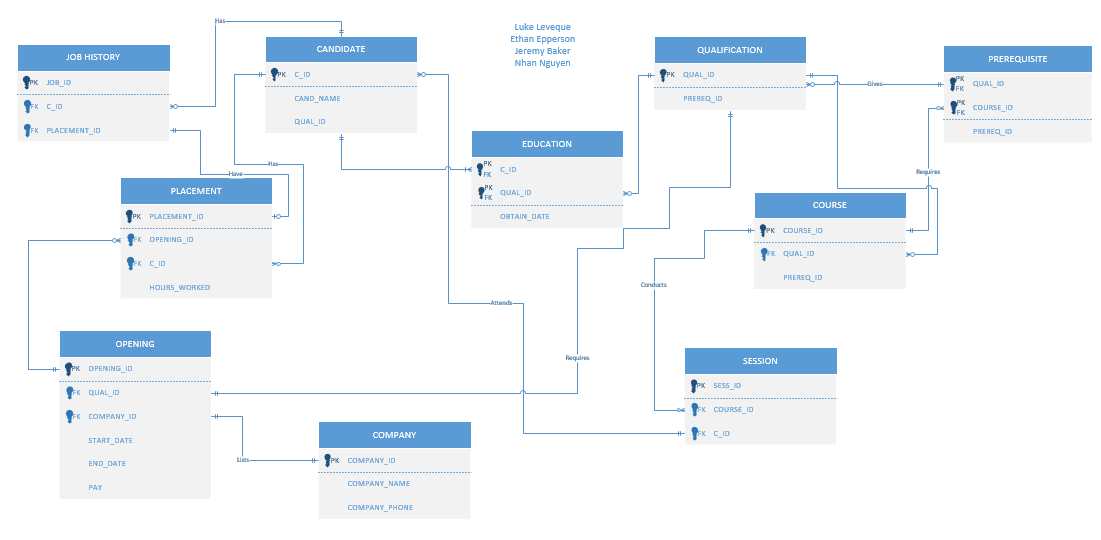 Luke Leveque
Ethan Epperson
Jeremy Baker
Nhan Nguyen
Has
JOB HISTORY
PK JOB_ID
FK C_ID
FK PLACEMENT_ID
CANDIDATE
PK C_ID
CAND_NAME
QUAL_ID
QUALIFICATION
PK QUAL_ID
PREREQ_ID
Gives
PREREQUISITE
PK
FK QUAL_ID
PK
FK COURSE_ID
PREREQ_ID
EDUCATION
PK
FK C_ID
PK
FK QUAL_ID
OBTAIN_DATE
Has
Have
Requires
PLACEMENT
PK PLACEMENT_ID
FK OPENING_ID
FK C_ID
HOURS_WORKED
COURSE
PK COURSE_ID
FK QUAL_ID
PREREQ_ID
Conducts
Attends
Requires
OPENING
PK OPENING_ID
FK QUAL_ID
FK COMPANY_ID
START_DATE
END_DATE
PAY
SESSION
PK SESS_ID
FK COURSE_ID
FK C_ID
Lists
COMPANY
PK COMPANY_ID
COMPANY_NAME
COMPANY_PHONE